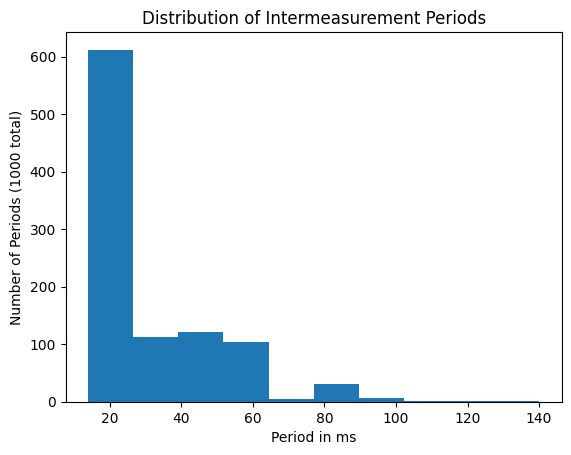 Distribution of Intermeasurement Periods
Number of Periods (1000 total)
600
500
400
300
200
100
0
20 40 60 80 100 120 140
Period in ms